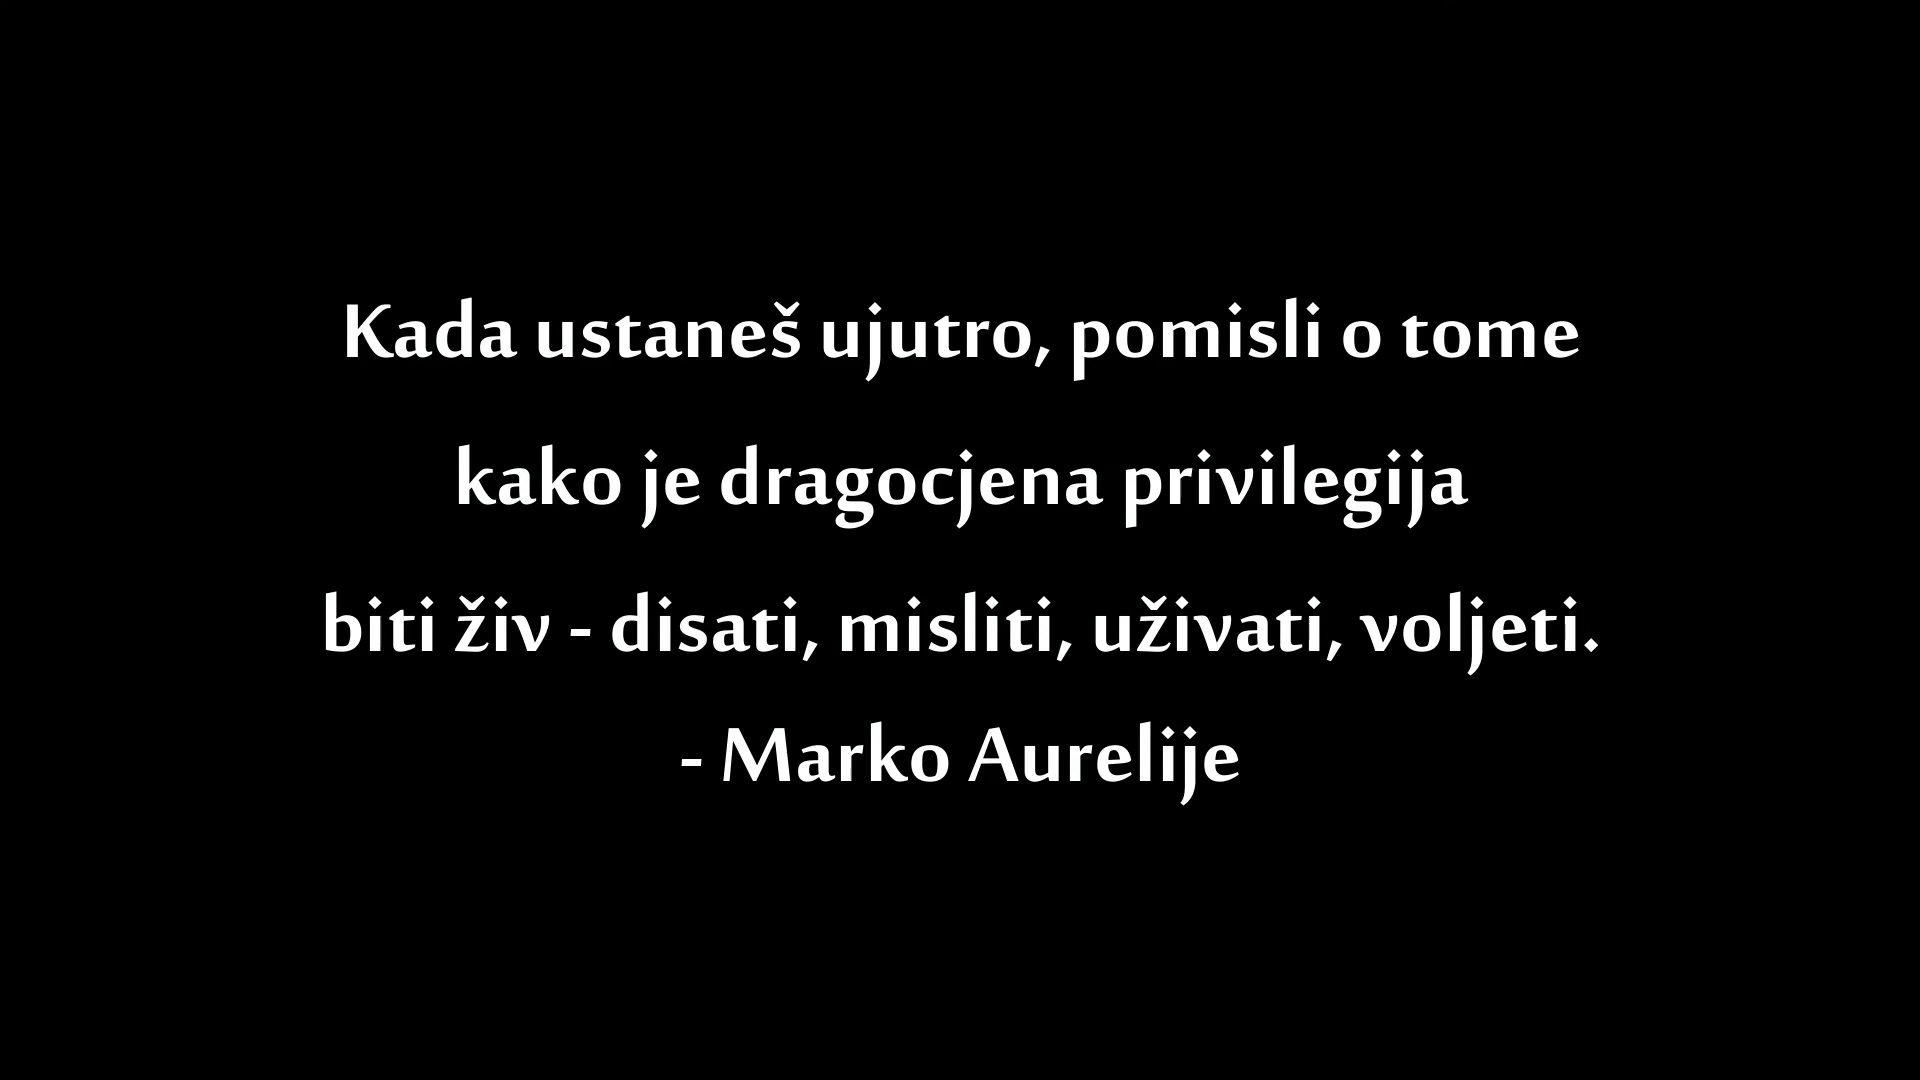 Kada ustaneš ujutro, pomisli o tome
kako je dragocjena privilegija
biti živ - disati, misliti, uživati, voljeti.
- Marko Aurelije